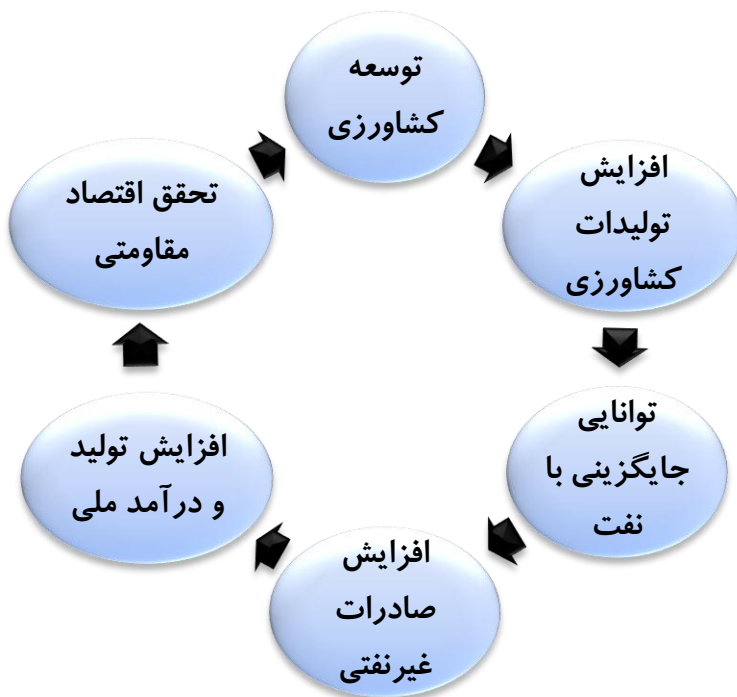 توسعه
کشاورزی
افزایش
تولیدات
کشاورزی
توانایی
جایگزینی با
نفت
افزایش
صادرات
غیرنفتی
افزایش تولید
و درآمد ملی
تحقق اقتصاد
مقاومتی